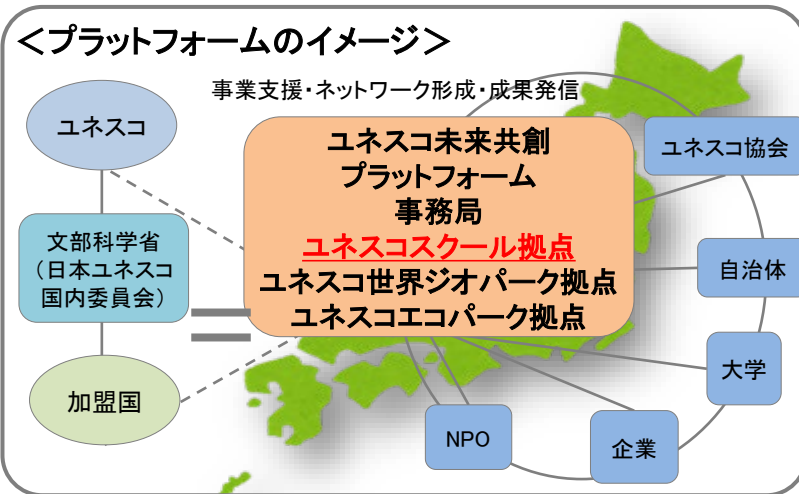 ＜プラットフォームのイメージ＞
事業支援・ネットワーク形成・成果発信
ユネスコ
文部科学省
（日本ユネスコ
国内委員会）
加盟国
ユネスコ未来共創
プラットフォーム
事務局
ユネスコスクール拠点
ユネスコ世界ジオパーク拠点
ユネスコエコパーク拠点
ユネスコ協会
自治体
大学
企業
NPO